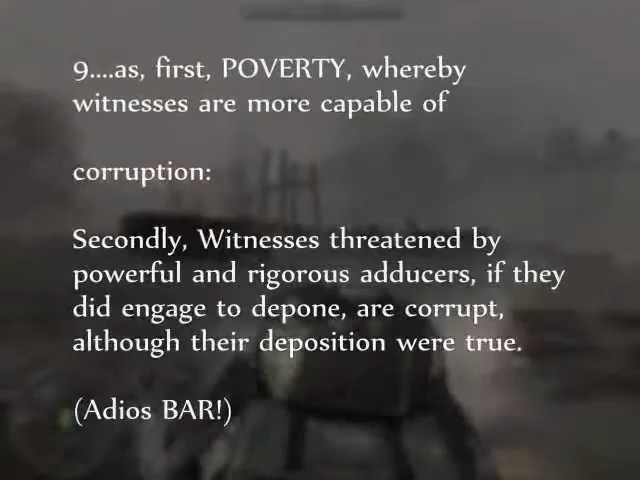 9....as, first, POVERTY, whereby
witnesses are more capable of
corruption:
Secondly, Witnesses threatened by
powerful and rigorous adducers, if they
did engage to depone, are corrupt,
although their deposition were true.
(Adios BAR!)